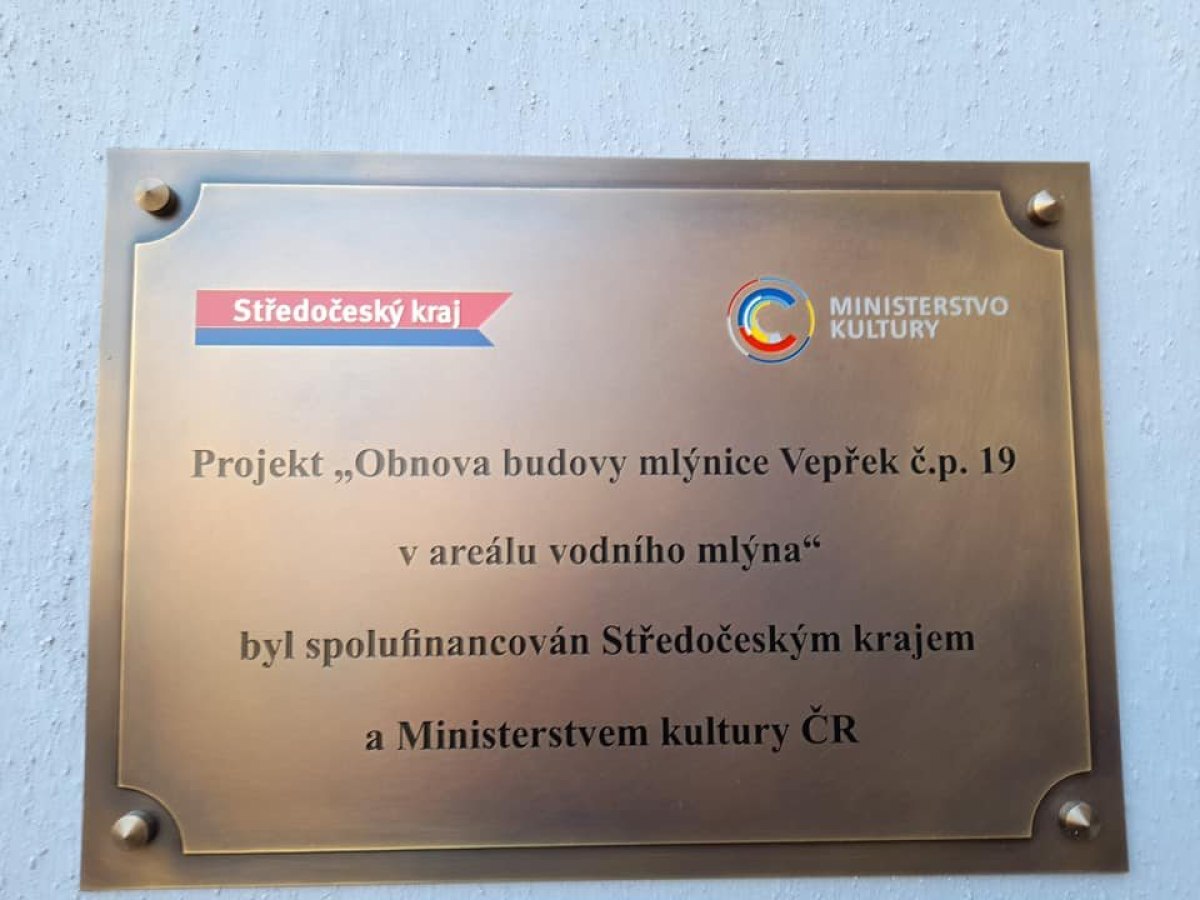 Středočeský kraj
MINISTERSTVO
KULTURY
Projekt „Obnova budovy mlýnice Vepřek č.p. 19
v areálu vodního mlýna“
byl spolufinancován Středočeským krajem
a Ministerstvem kultury ČR